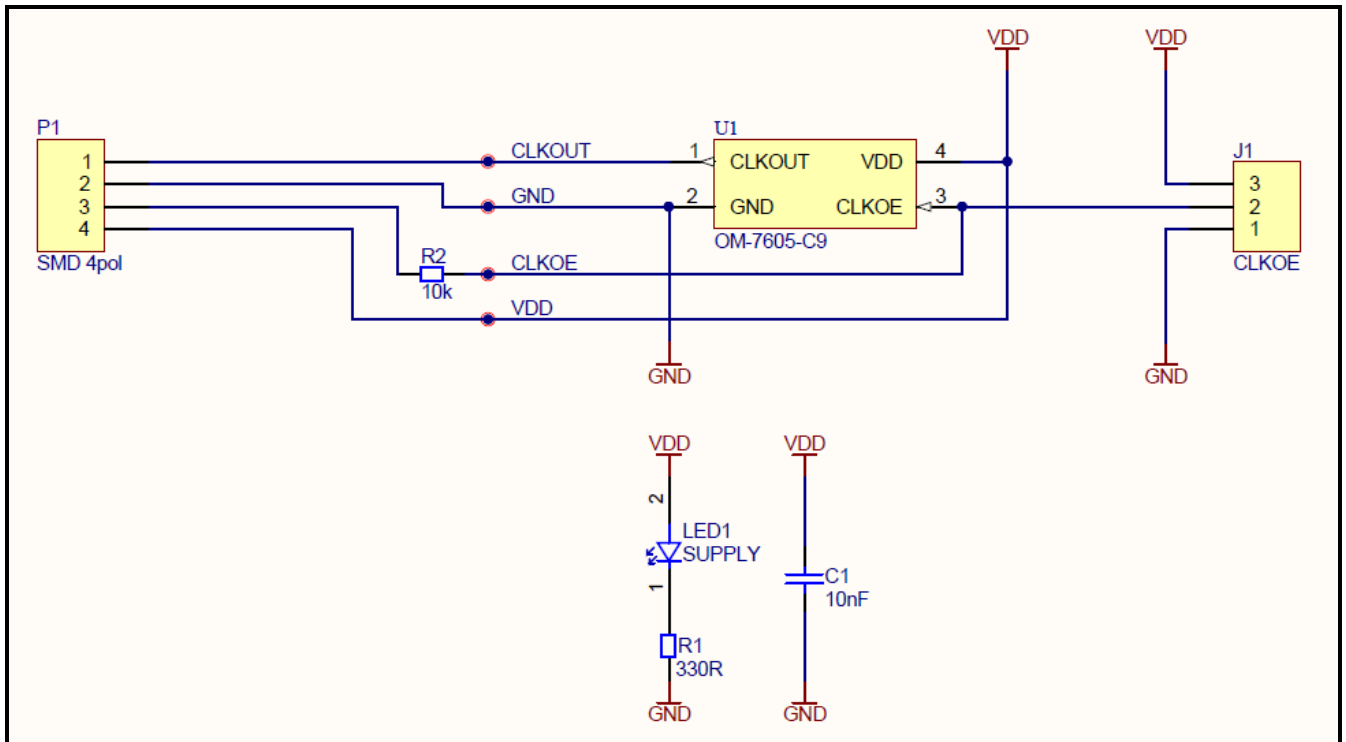 VDD
VDD
P1
1
2
3
4
SMD 4pol
CLKOUT
GND
R2
10k
CLKOE
VDD
U1
1
CLKOUT
VDD
4
2
GND
CLKOE
3
OM-7605-C9
J1
3
2
1
CLKOE
GND
GND
VDD
2
LED1
SUPPLY
1
R1
330R
GND
VDD
C1
10nF
GND